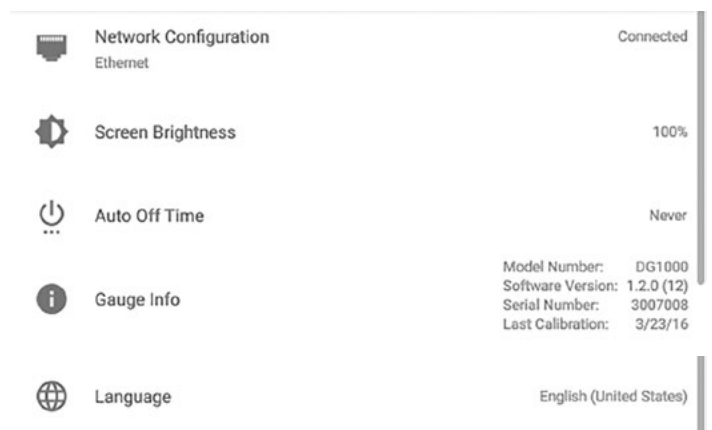 Network Configuration Connected
Ethernet
Screen Brightness 100%
Auto Off Time Never
Gauge Info
Model Number: DG1000
Software Version: 1.2.0 (12)
Serial Number: 3007008
Last Calibration: 3/23/16
Language English (United States)